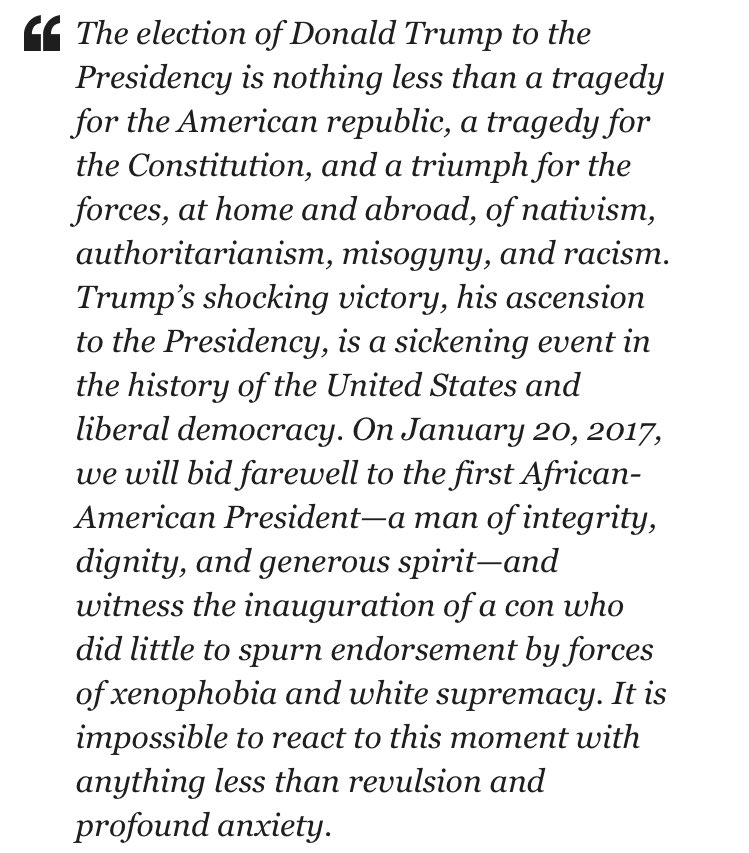 “The election of Donald Trump to the
Presidency is nothing less than a tragedy
for the American republic, a tragedy for
the Constitution, and a triumph for the
forces, at home and abroad, of nativism,
authoritarianism, misogyny, and racism.
Trump’s shocking victory, his ascension
to the Presidency, is a sickening event in
the history of the United States and
liberal democracy. On January 20, 2017,
we will bid farewell to the first African-
American President—a man of integrity,
dignity, and generous spirit—and
witness the inauguration of a con who
did little to spurn endorsement by forces
of xenophobia and white supremacy. It is
impossible to react to this moment with
anything less than revulsion and
profound anxiety.